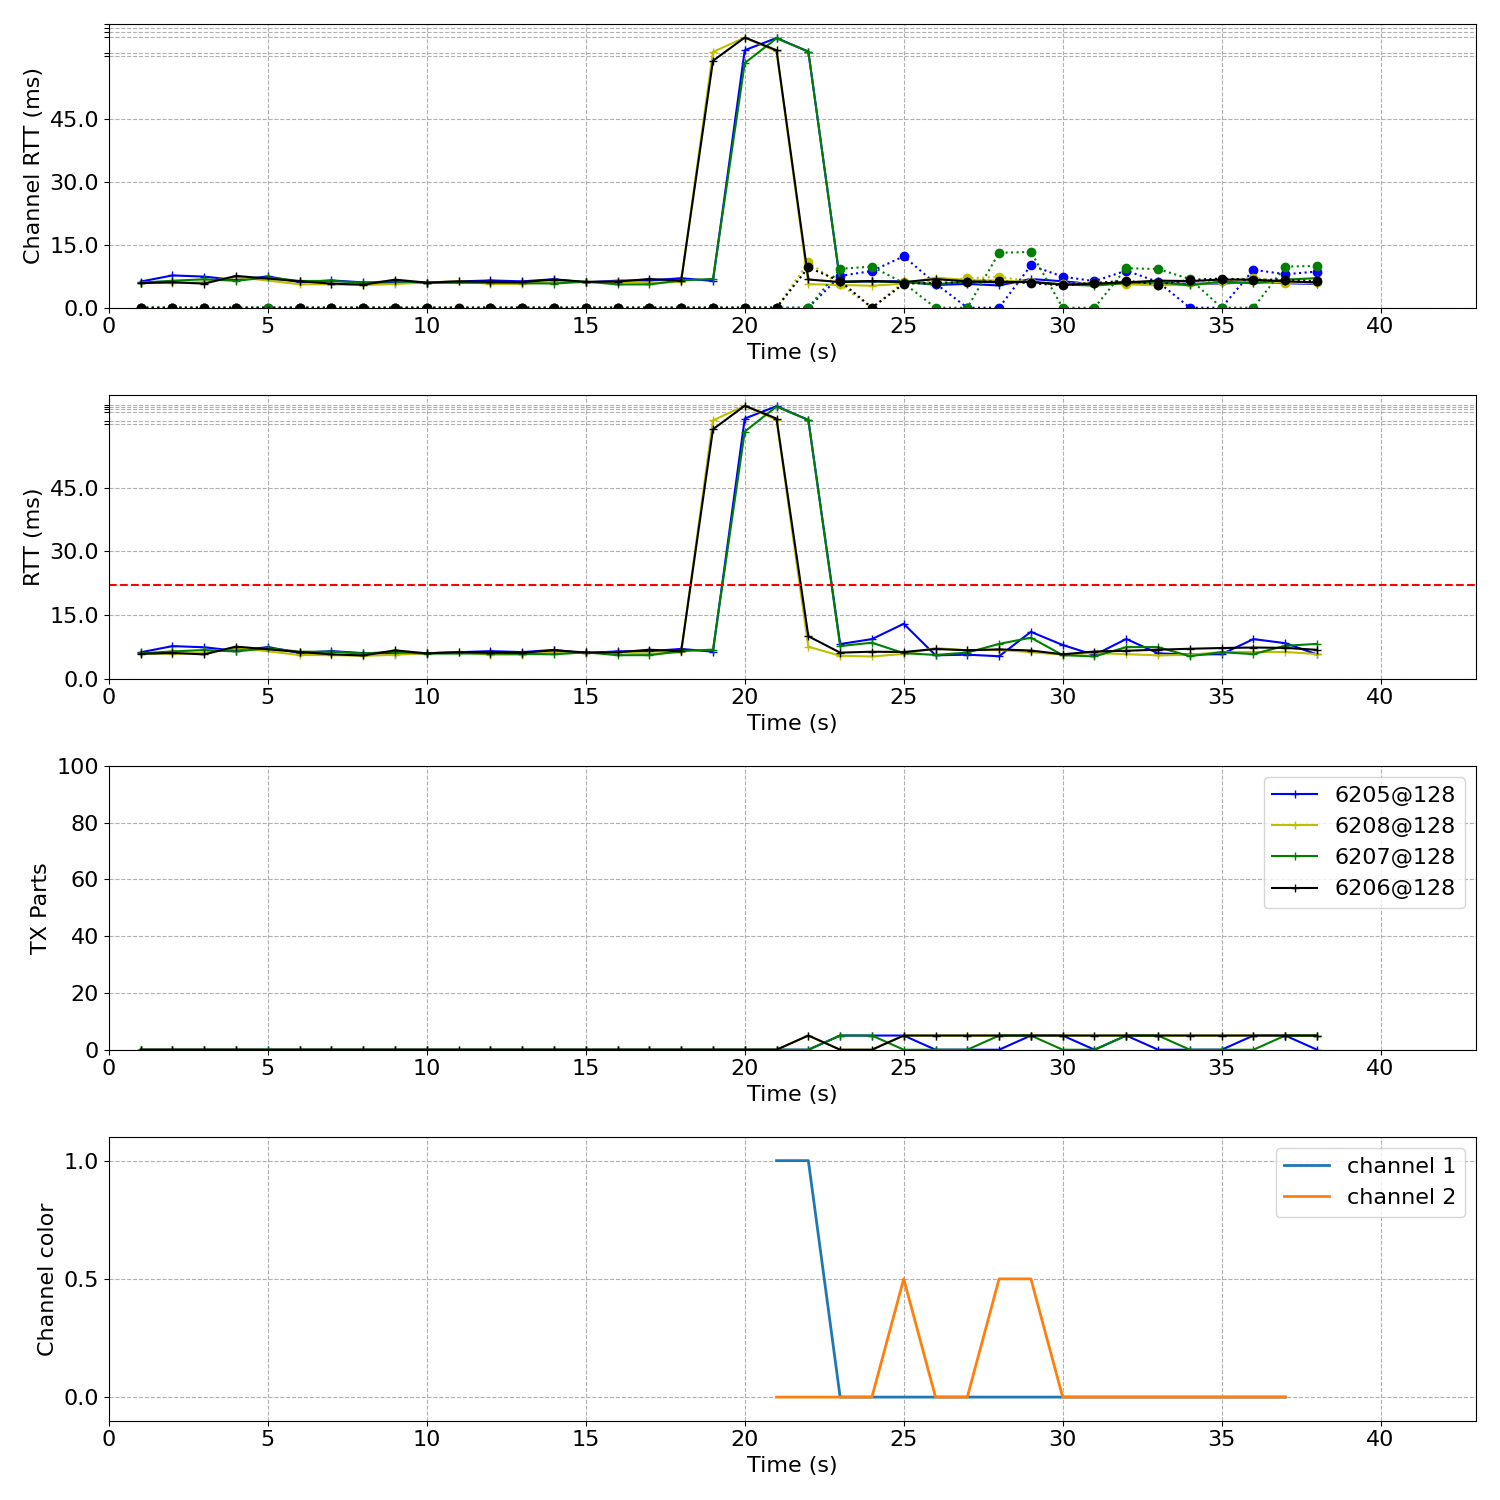 Channel RTT (ms)
45.0
30.0
15.0
0.0
0 5 10 15 20 25 30 35 40
Time (s)
RTT (ms)
45.0
30.0
15.0
0.0
0 5 10 15 20 25 30 35 40
Time (s)
TX Parts
100
80
60
40
20
0
6205@128
6208@128
6207@128
6206@128
0 5 10 15 20 25 30 35 40
Time (s)
Channel color
1.0
0.5
0.0
channel 1
channel 2
0 5 10 15 20 25 30 35 40
Time (s)